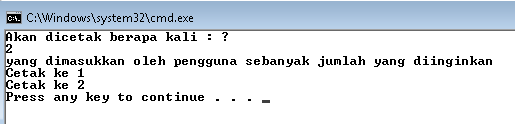 C:\Windows\system32\cmd.exe
Akan dicetak berapa kali : ?
2
yang dimasukkan oleh pengguna sebanyak jumlah yang diinginkan
Cetak ke 1
Cetak ke 2
Press any key to continue . . . _